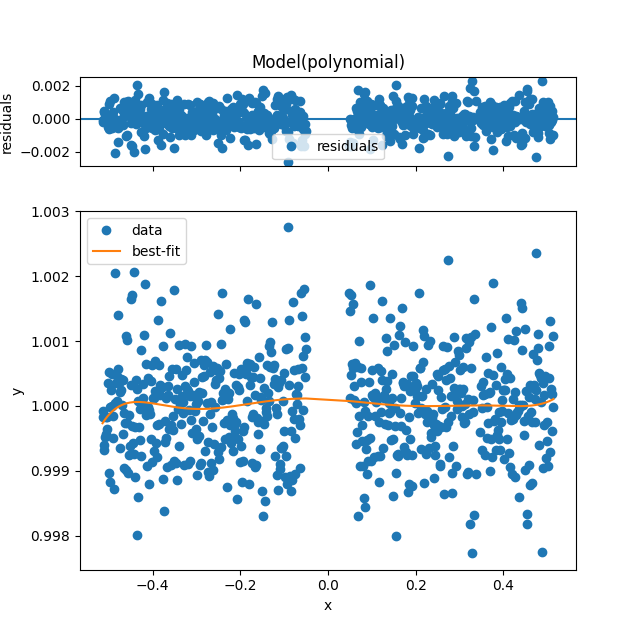 Model(polynomial)
residuals
0.002
0.000
−0.002
residuals
1.003
1.002
1.001
1.000
0.999
0.998
y
data
best-fit
−0.4 −0.2 0.0 0.2 0.4
x